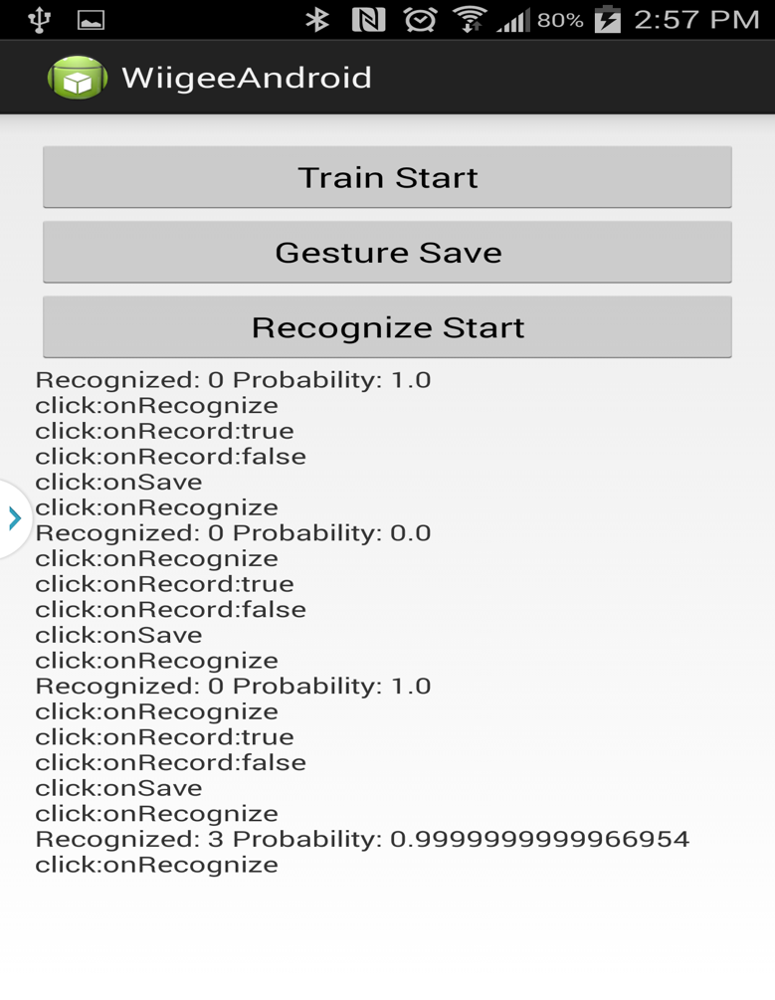 80% 2:57 PM
WiigeeAndroid
Train Start
Gesture Save
Recognize Start
Recognized: 0 Probability: 1.0
click:onRecognize
click:onRecord:true
click:onRecord:false
click:onSave
click:onRecognize
Recognized: 0 Probability: 0.0
click:onRecognize
click:onRecord:true
click:onRecord:false
click:onSave
click:onRecognize
Recognized: 0 Probability: 1.0
click:onRecognize
click:onRecord:true
click:onRecord:false
click:onSave
click:onRecognize
Recognized: 3 Probability: 0.9999999999966954
click:onRecognize